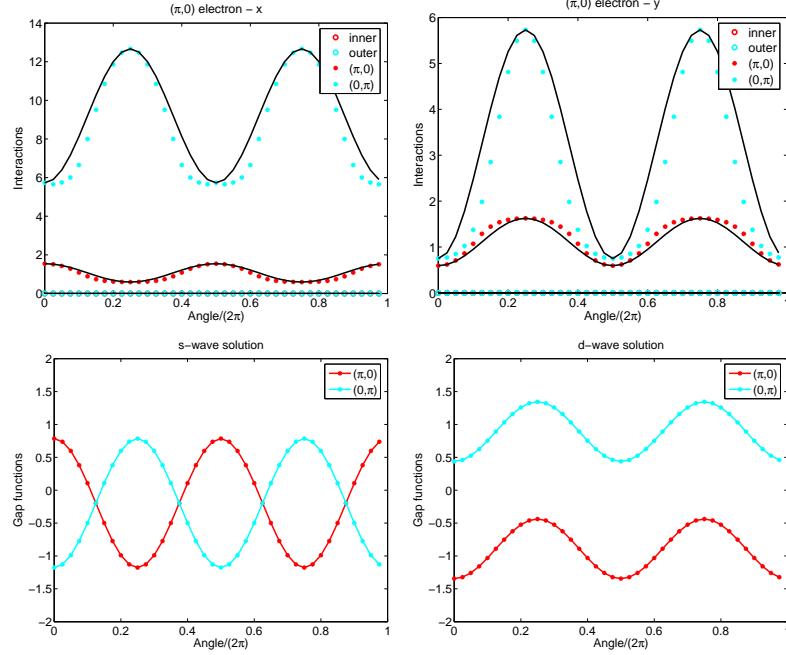 (π,0) electron − x
14
12
10
8
6
4
2
0
0
0.2
0.4
0.6
0.8
1
Interactions
Angle/(2π)
inner
outer
(π,0)
(0,π)
(π,0) electron − y
6
5
4
3
2
1
0
0
0.2
0.4
0.6
0.8
1
Interactions
Angle/(2π)
inner
outer
(π,0)
(0,π)
s−wave solution
2
1.5
1
0.5
0
−0.5
−1
−1.5
−2
0
0.2
0.4
0.6
0.8
1
Gap functions
Angle/(2π)
(π,0)
(0,π)
d−wave solution
2
1.5
1
0.5
0
−0.5
−1
−1.5
−2
0
0.2
0.4
0.6
0.8
1
Gap functions
Angle/(2π)
(π,0)
(0,π)